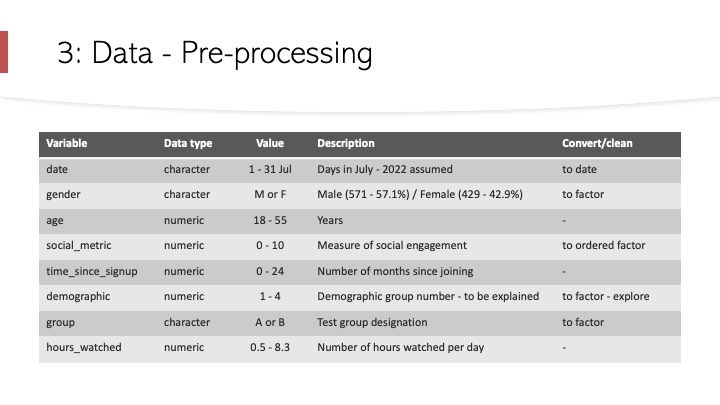 3: Data - Pre-processing
Variable Data type Value Description Convert/clean
date character 1 - 31 Jul Days in July - 2022 assumed to date
gender character M or F Male (571 - 57.1%) / Female (429 - 42.9%) to factor
age numeric 18 - 55 Years -
social_metric numeric 0 - 10 Measure of social engagement to ordered factor
time_since_signup numeric 0 - 24 Number of months since joining -
demographic numeric 1 - 4 Demographic group number - to be explained to factor - explore
group character A or B Test group designation to factor
hours_watched numeric 0.5 - 8.3 Number of hours watched per day -